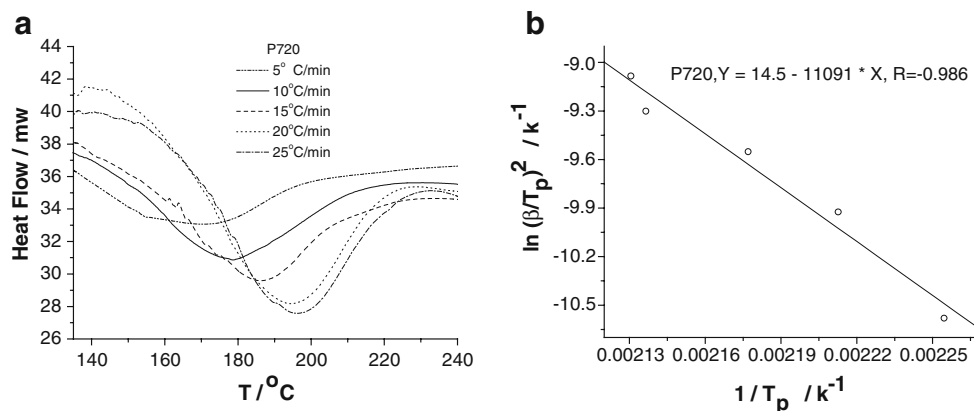 a
P720
5° C/min
10°C/min
15°C/min
20°C/min
25°C/min
44
42
40
38
36
34
32
30
28
26
Heat Flow / mw
140
160
180
200
220
240
T / °C
b
P720,Y = 14.5 - 11091 * X, R=-0.986
-9.0
-9.3
-9.6
-9.9
-10.2
-10.5
ln (β/Tp)² / k⁻¹
0.00213
0.00216
0.00219
0.00222
0.00225
1 / Tp / k⁻¹